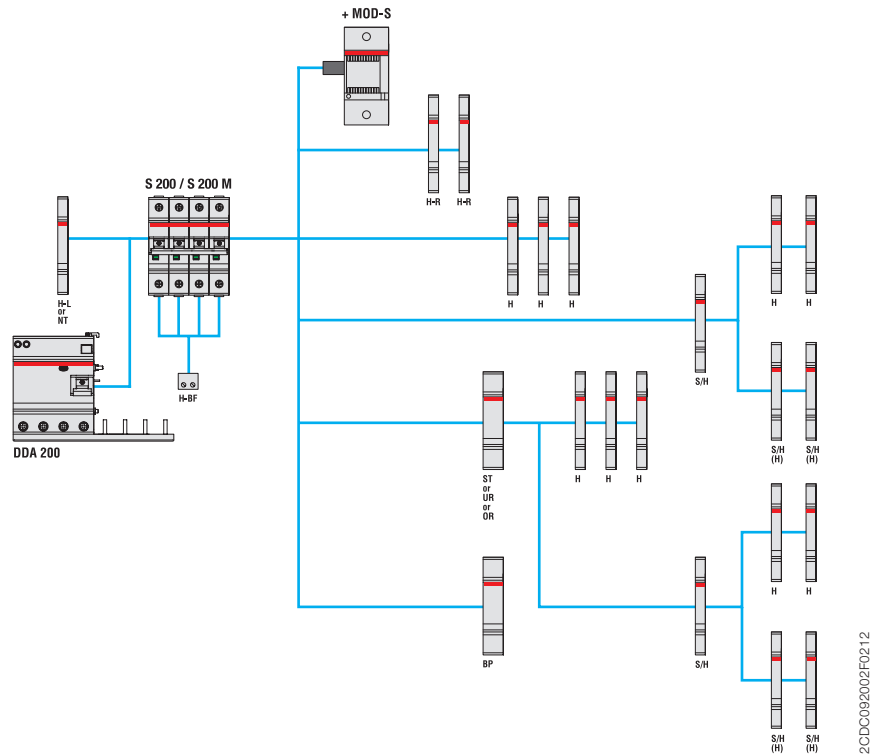 + MOD-S
H-R
H-R
S 200 / S 200 M
H-L
or
NT
H
H
H
H
H
S/H
H-BF
DDA 200
S/H
(H)
S/H
(H)
ST
or
UR
or
OR
H
H
H
H
H
BP
S/H
S/H
(H)
S/H
(H)
2CDC092002F0212